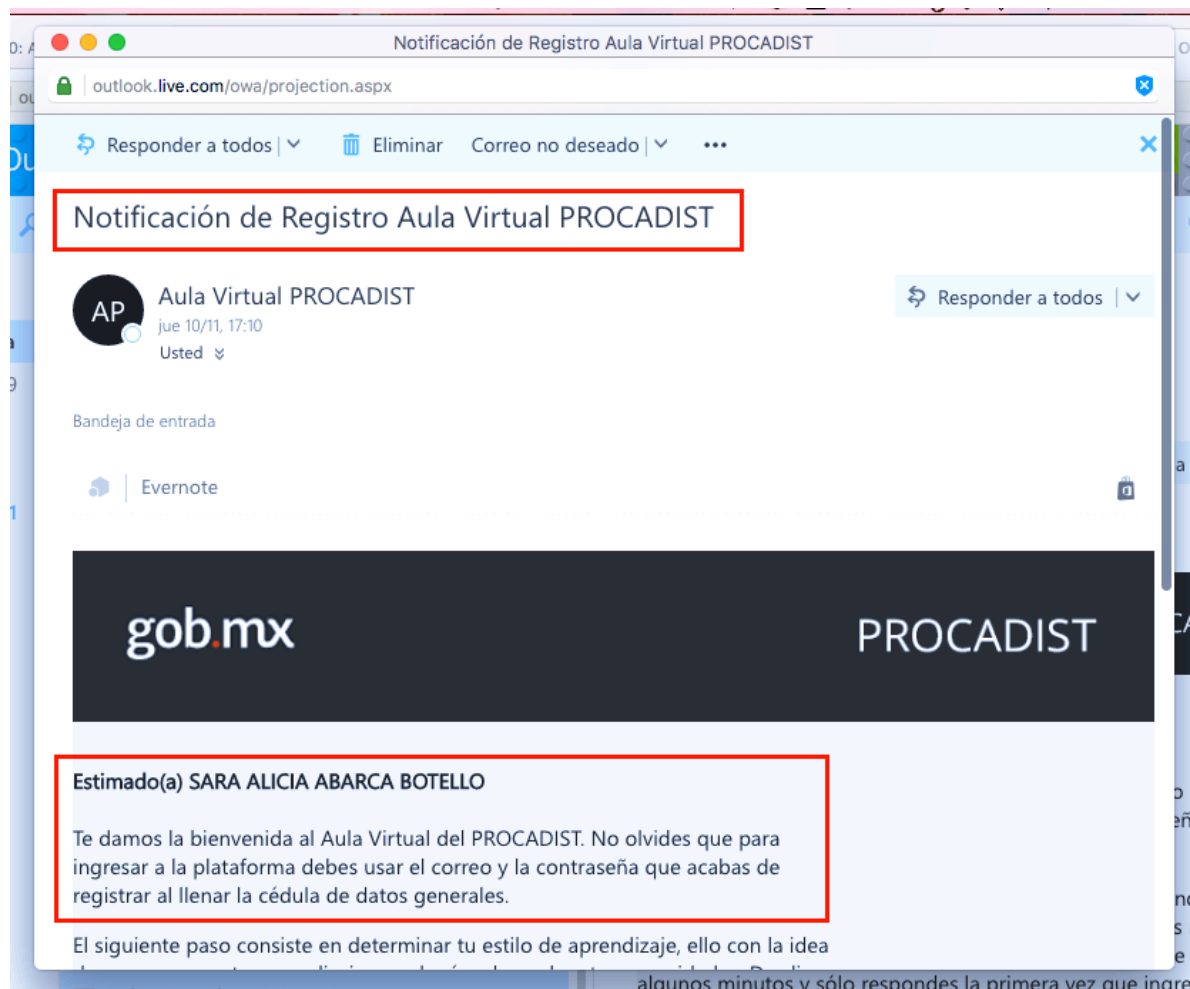 Notificación de Registro Aula Virtual PROCADIST
outlook.live.com/owa/projection.aspx
Responder a todos
Eliminar
Correo no deseado
Notificación de Registro Aula Virtual PROCADIST
AP
Aula Virtual PROCADIST
jue 10/11, 17:10
Usted
Responder a todos
Bandeja de entrada
Evernote
gob.mx
PROCADIST
Estimado(a) SARA ALICIA ABARCA BOTELLO
Te damos la bienvenida al Aula Virtual del PROCADIST. No olvides que para
ingresar a la plataforma debes usar el correo y la contraseña que acabas de
registrar al llenar la cédula de datos generales.
El siguiente paso consiste en determinar tu estilo de aprendizaje, ello con la idea
algunos minutos y sólo respondes la primera vez que